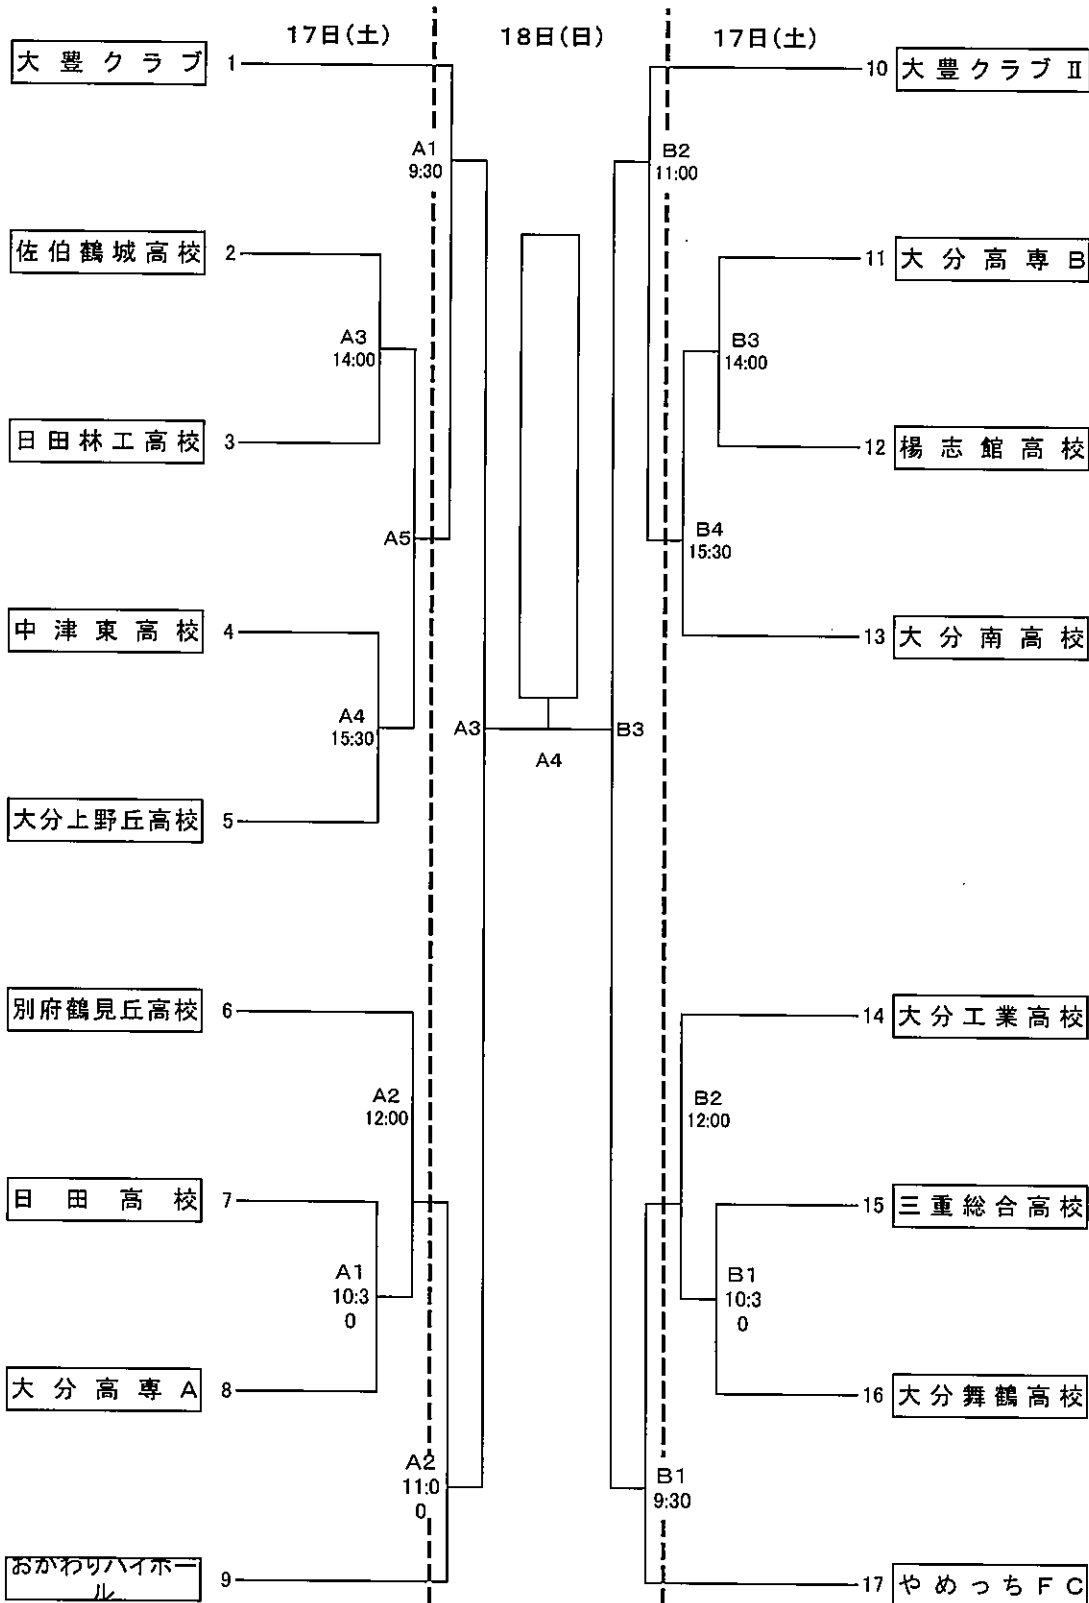 17日(土) 18日(日) 17日(土)
大豊クラブ 1
10 大豊クラブⅡ
A1
9:30
B2
11:00
佐伯鶴城高校 2
11 大分高専B
A3
14:00
B3
14:00
日田林工高校 3
12 楊志館高校
A5
B4
15:30
中津東高校 4
13 大分南高校
A4
15:30
A3
B3
A4
大分上野丘高校 5
別府鶴見丘高校 6
14 大分工業高校
A2
12:00
B2
12:00
日田高校 7
15 三重総合高校
A1
10:3
0
B1
10:3
0
大分高専A 8
16 大分舞鶴高校
A2
11:0
0
B1
9:30
おかわりハイボー
ル 9
17 やめっちFC